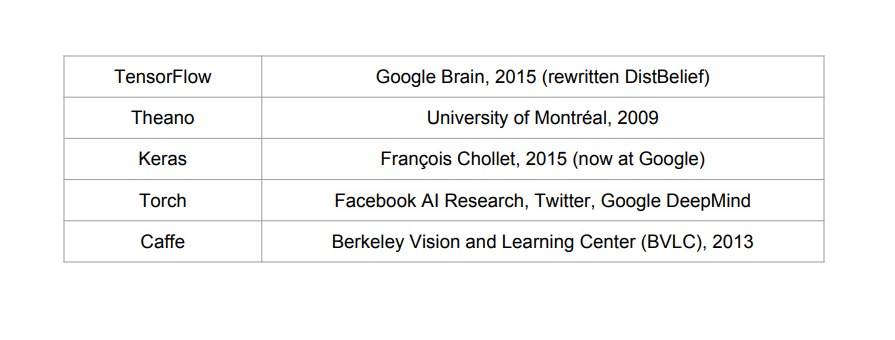 TensorFlow Google Brain, 2015 (rewritten DistBelief)
Theano University of Montréal, 2009
Keras François Chollet, 2015 (now at Google)
Torch Facebook AI Research, Twitter, Google DeepMind
Caffe Berkeley Vision and Learning Center (BVLC), 2013